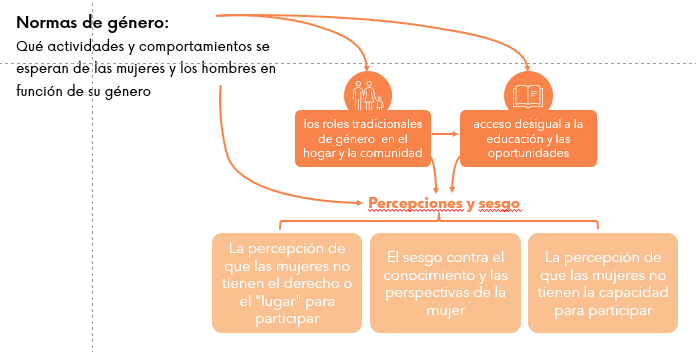 Normas de género:
Qué actividades y comportamientos se
esperan de las mujeres y los hombres en
función de su género
los roles tradicionales
de género en el
hogar y la comunidad
acceso desigual a la
educación y las
oportunidades
Percepciones y sesgo
La percepción de
que las mujeres no
tienen el derecho o
el "lugar" para
participar
El sesgo contra el
conocimiento y las
perspectivas de la
mujer
La percepción de
que las mujeres no
tienen la capacidad
para participar